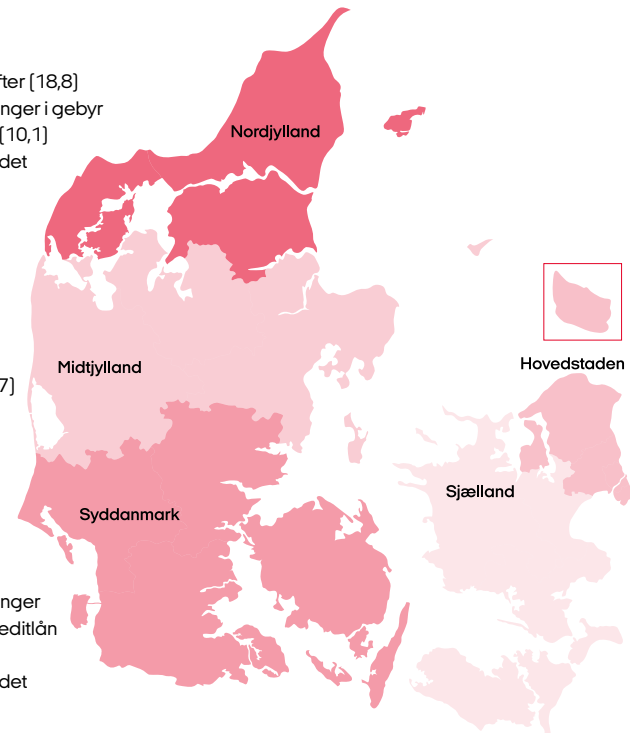 fter (18,8)
nger i gebyr
(10,1)
det
Nordjylland
Midtjylland
7)
Hovedstaden
Sjælland
Syddanmark
nger
editlån
det